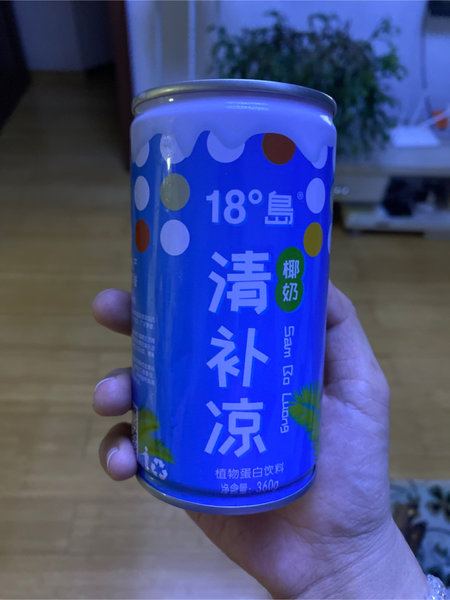 18°島®
清补凉
椰奶
Sam Bo Luong
植物蛋白饮料
净含量: 360g